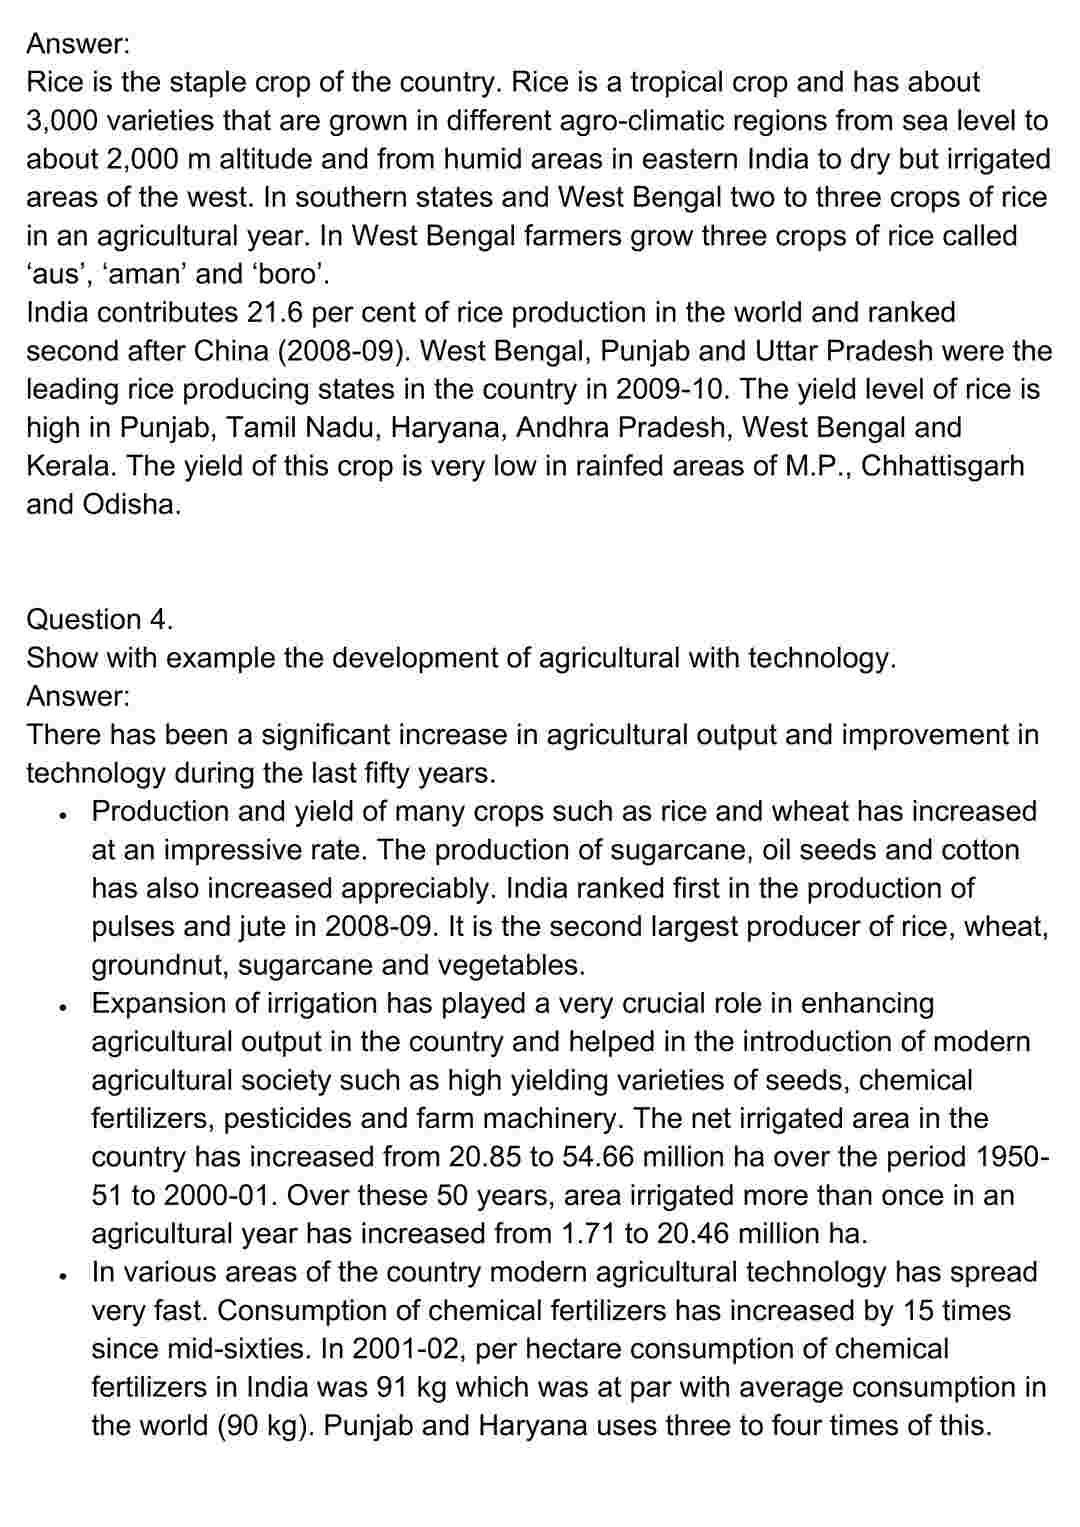 Answer:
Rice is the staple crop of the country. Rice is a tropical crop and has about
3,000 varieties that are grown in different agro-climatic regions from sea level to
about 2,000 m altitude and from humid areas in eastern India to dry but irrigated
areas of the west. In southern states and West Bengal two to three crops of rice
in an agricultural year. In West Bengal farmers grow three crops of rice called
‘aus’, ‘aman’ and ‘boro’.
India contributes 21.6 per cent of rice production in the world and ranked
second after China (2008-09). West Bengal, Punjab and Uttar Pradesh were the
leading rice producing states in the country in 2009-10. The yield level of rice is
high in Punjab, Tamil Nadu, Haryana, Andhra Pradesh, West Bengal and
Kerala. The yield of this crop is very low in rainfed areas of M.P., Chhattisgarh
and Odisha.
Question 4.
Show with example the development of agricultural with technology.
Answer:
There has been a significant increase in agricultural output and improvement in
technology during the last fifty years.
• Production and yield of many crops such as rice and wheat has increased
at an impressive rate. The production of sugarcane, oil seeds and cotton
has also increased appreciably. India ranked first in the production of
pulses and jute in 2008-09. It is the second largest producer of rice, wheat,
groundnut, sugarcane and vegetables.
• Expansion of irrigation has played a very crucial role in enhancing
agricultural output in the country and helped in the introduction of modern
agricultural society such as high yielding varieties of seeds, chemical
fertilizers, pesticides and farm machinery. The net irrigated area in the
country has increased from 20.85 to 54.66 million ha over the period 1950-
51 to 2000-01. Over these 50 years, area irrigated more than once in an
agricultural year has increased from 1.71 to 20.46 million ha.
• In various areas of the country modern agricultural technology has spread
very fast. Consumption of chemical fertilizers has increased by 15 times
since mid-sixties. In 2001-02, per hectare consumption of chemical
fertilizers in India was 91 kg which was at par with average consumption in
the world (90 kg). Punjab and Haryana uses three to four times of this.